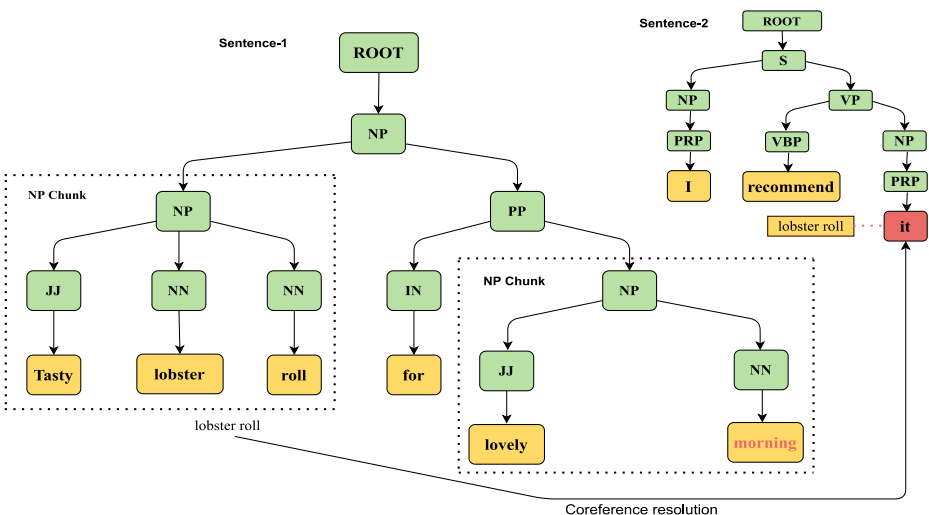 Sentence-1
ROOT
NP
NP Chunk
NP
PP
JJ
NN
NN
IN
NP Chunk
NP
Tasty
lobster
roll
for
JJ
NN
lovely
morning
lobster roll
Coreference resolution
Sentence-2
ROOT
S
NP
VP
PRP
VBP
NP
I
recommend
PRP
lobster roll
it